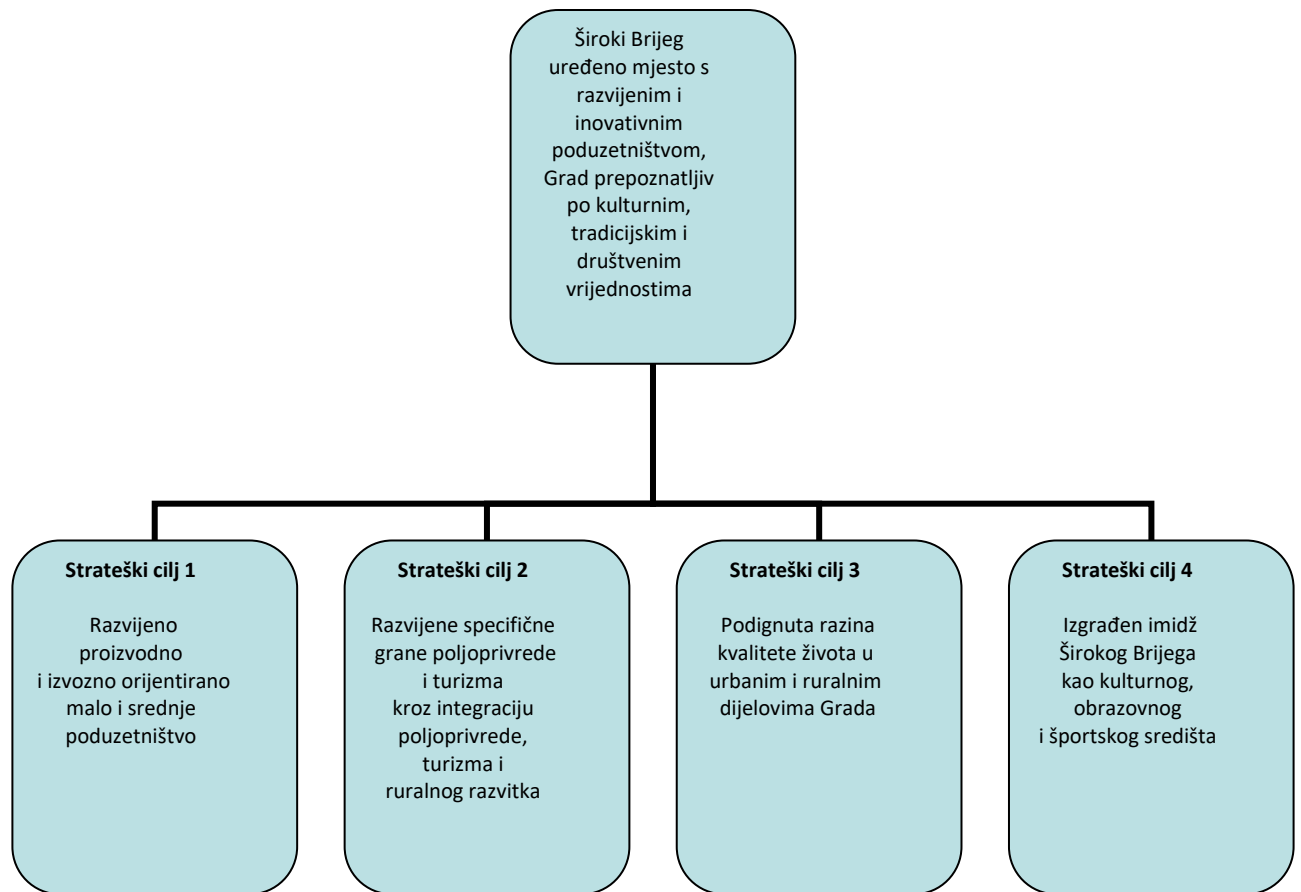 Široki Brijeg
uređeno mjesto s
razvijenim i
inovativnim
poduzetništvom,
Grad prepoznatljiv
po kulturnim,
tradicijskim i
društvenim
vrijednostima
Strateški cilj 1
Razvijeno
proizvodno
i izvozno orijentirano
malo i srednje
poduzetništvo
Strateški cilj 2
Razvijene specifične
grane poljoprivrede
i turizma
kroz integraciju
poljoprivrede,
turizma i
ruralnog razvitka
Strateški cilj 3
Podignuta razina
kvalitete života u
urbanim i ruralnim
dijelovima Grada
Strateški cilj 4
Izgrađen imidž
Širokog Brijega
kao kulturnog,
obrazovnog
i športskog središta